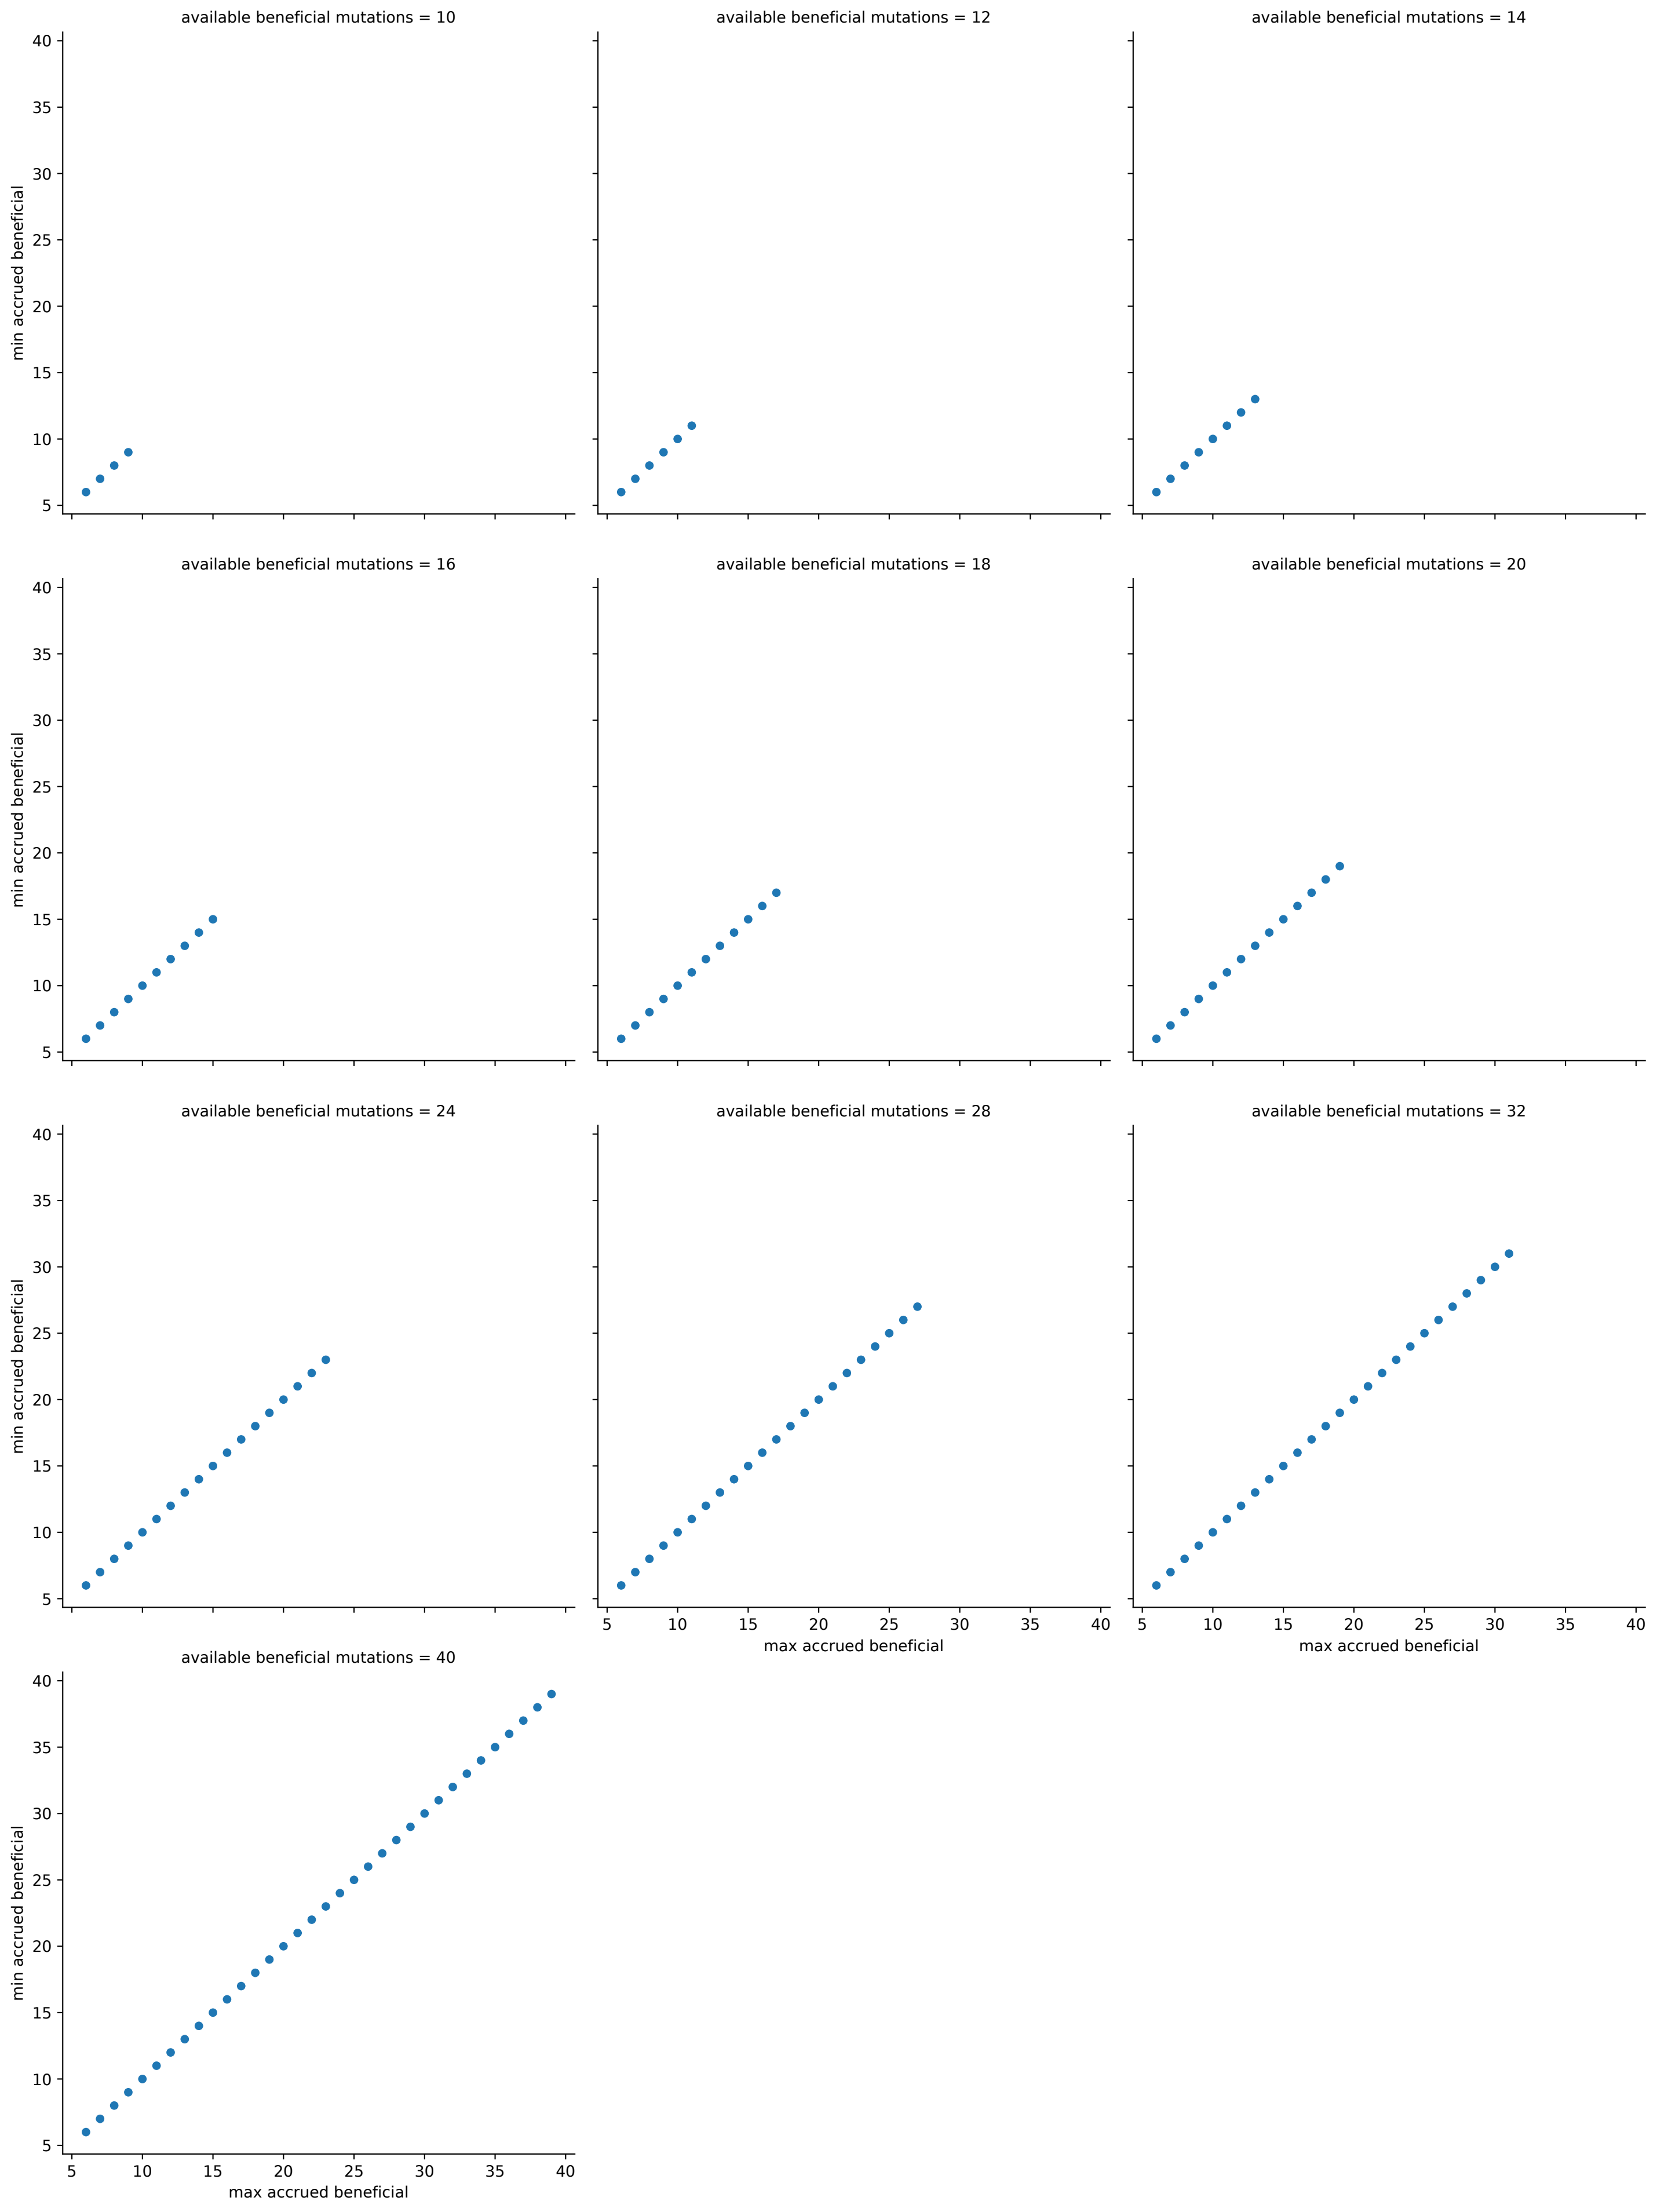 available beneficial mutations = 10
available beneficial mutations = 12
available beneficial mutations = 14
40
35
30
25
20
15
10
5
min accrued beneficial
available beneficial mutations = 16
available beneficial mutations = 18
available beneficial mutations = 20
40
35
30
25
20
15
10
5
min accrued beneficial
available beneficial mutations = 24
available beneficial mutations = 28
available beneficial mutations = 32
40
35
30
25
20
15
10
5
min accrued beneficial
5 10 15 20 25 30 35 40
max accrued beneficial
5 10 15 20 25 30 35 40
max accrued beneficial
available beneficial mutations = 40
40
35
30
25
20
15
10
5
min accrued beneficial
5 10 15 20 25 30 35 40
max accrued beneficial